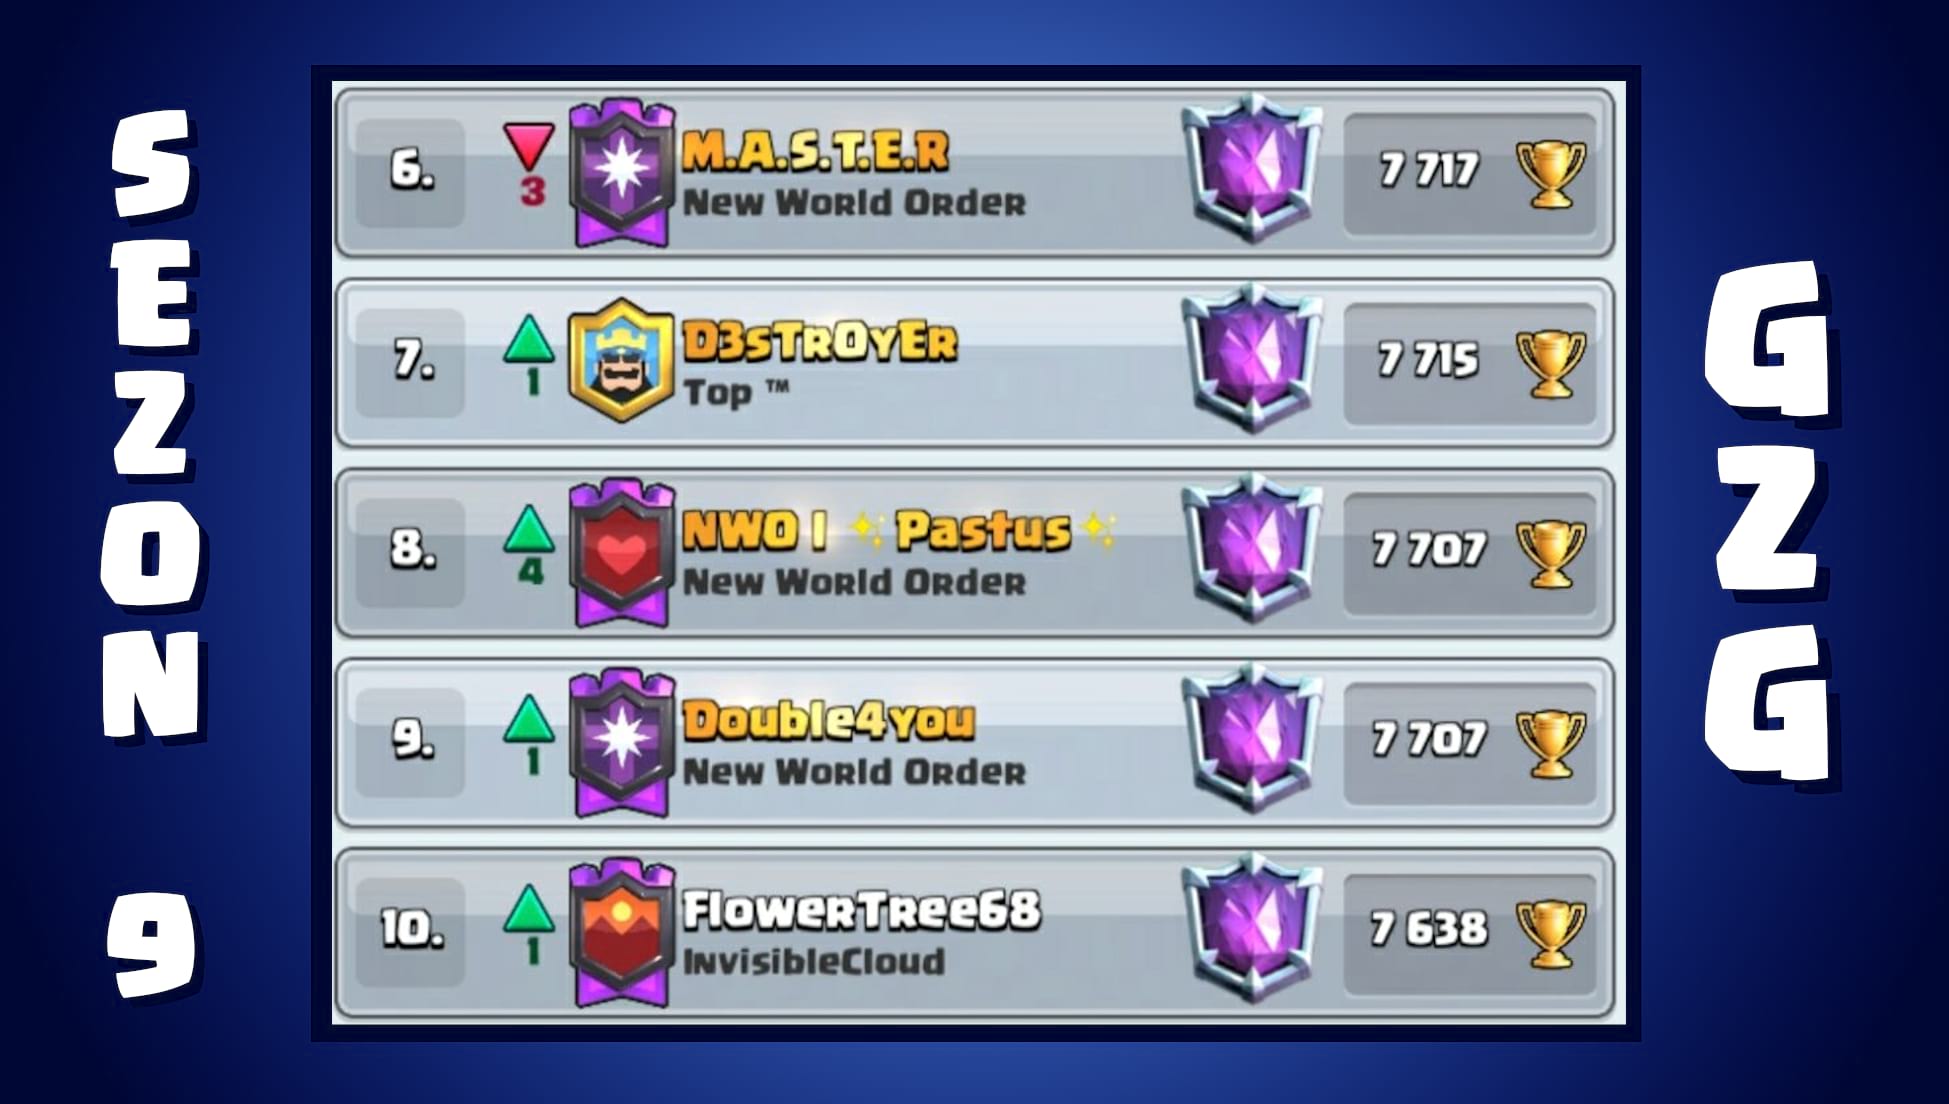 SEZON 9
6.
3
M.A.S.T.E.R
New World Order
7 717
7.
1
D3sTrOyEr
Top ™
7 715
8.
4
NWO | ✨Pastus✨
New World Order
7 707
9.
1
Double4you
New World Order
7 707
10.
1
FlowerTree68
InvisibleCloud
7 638
GZG